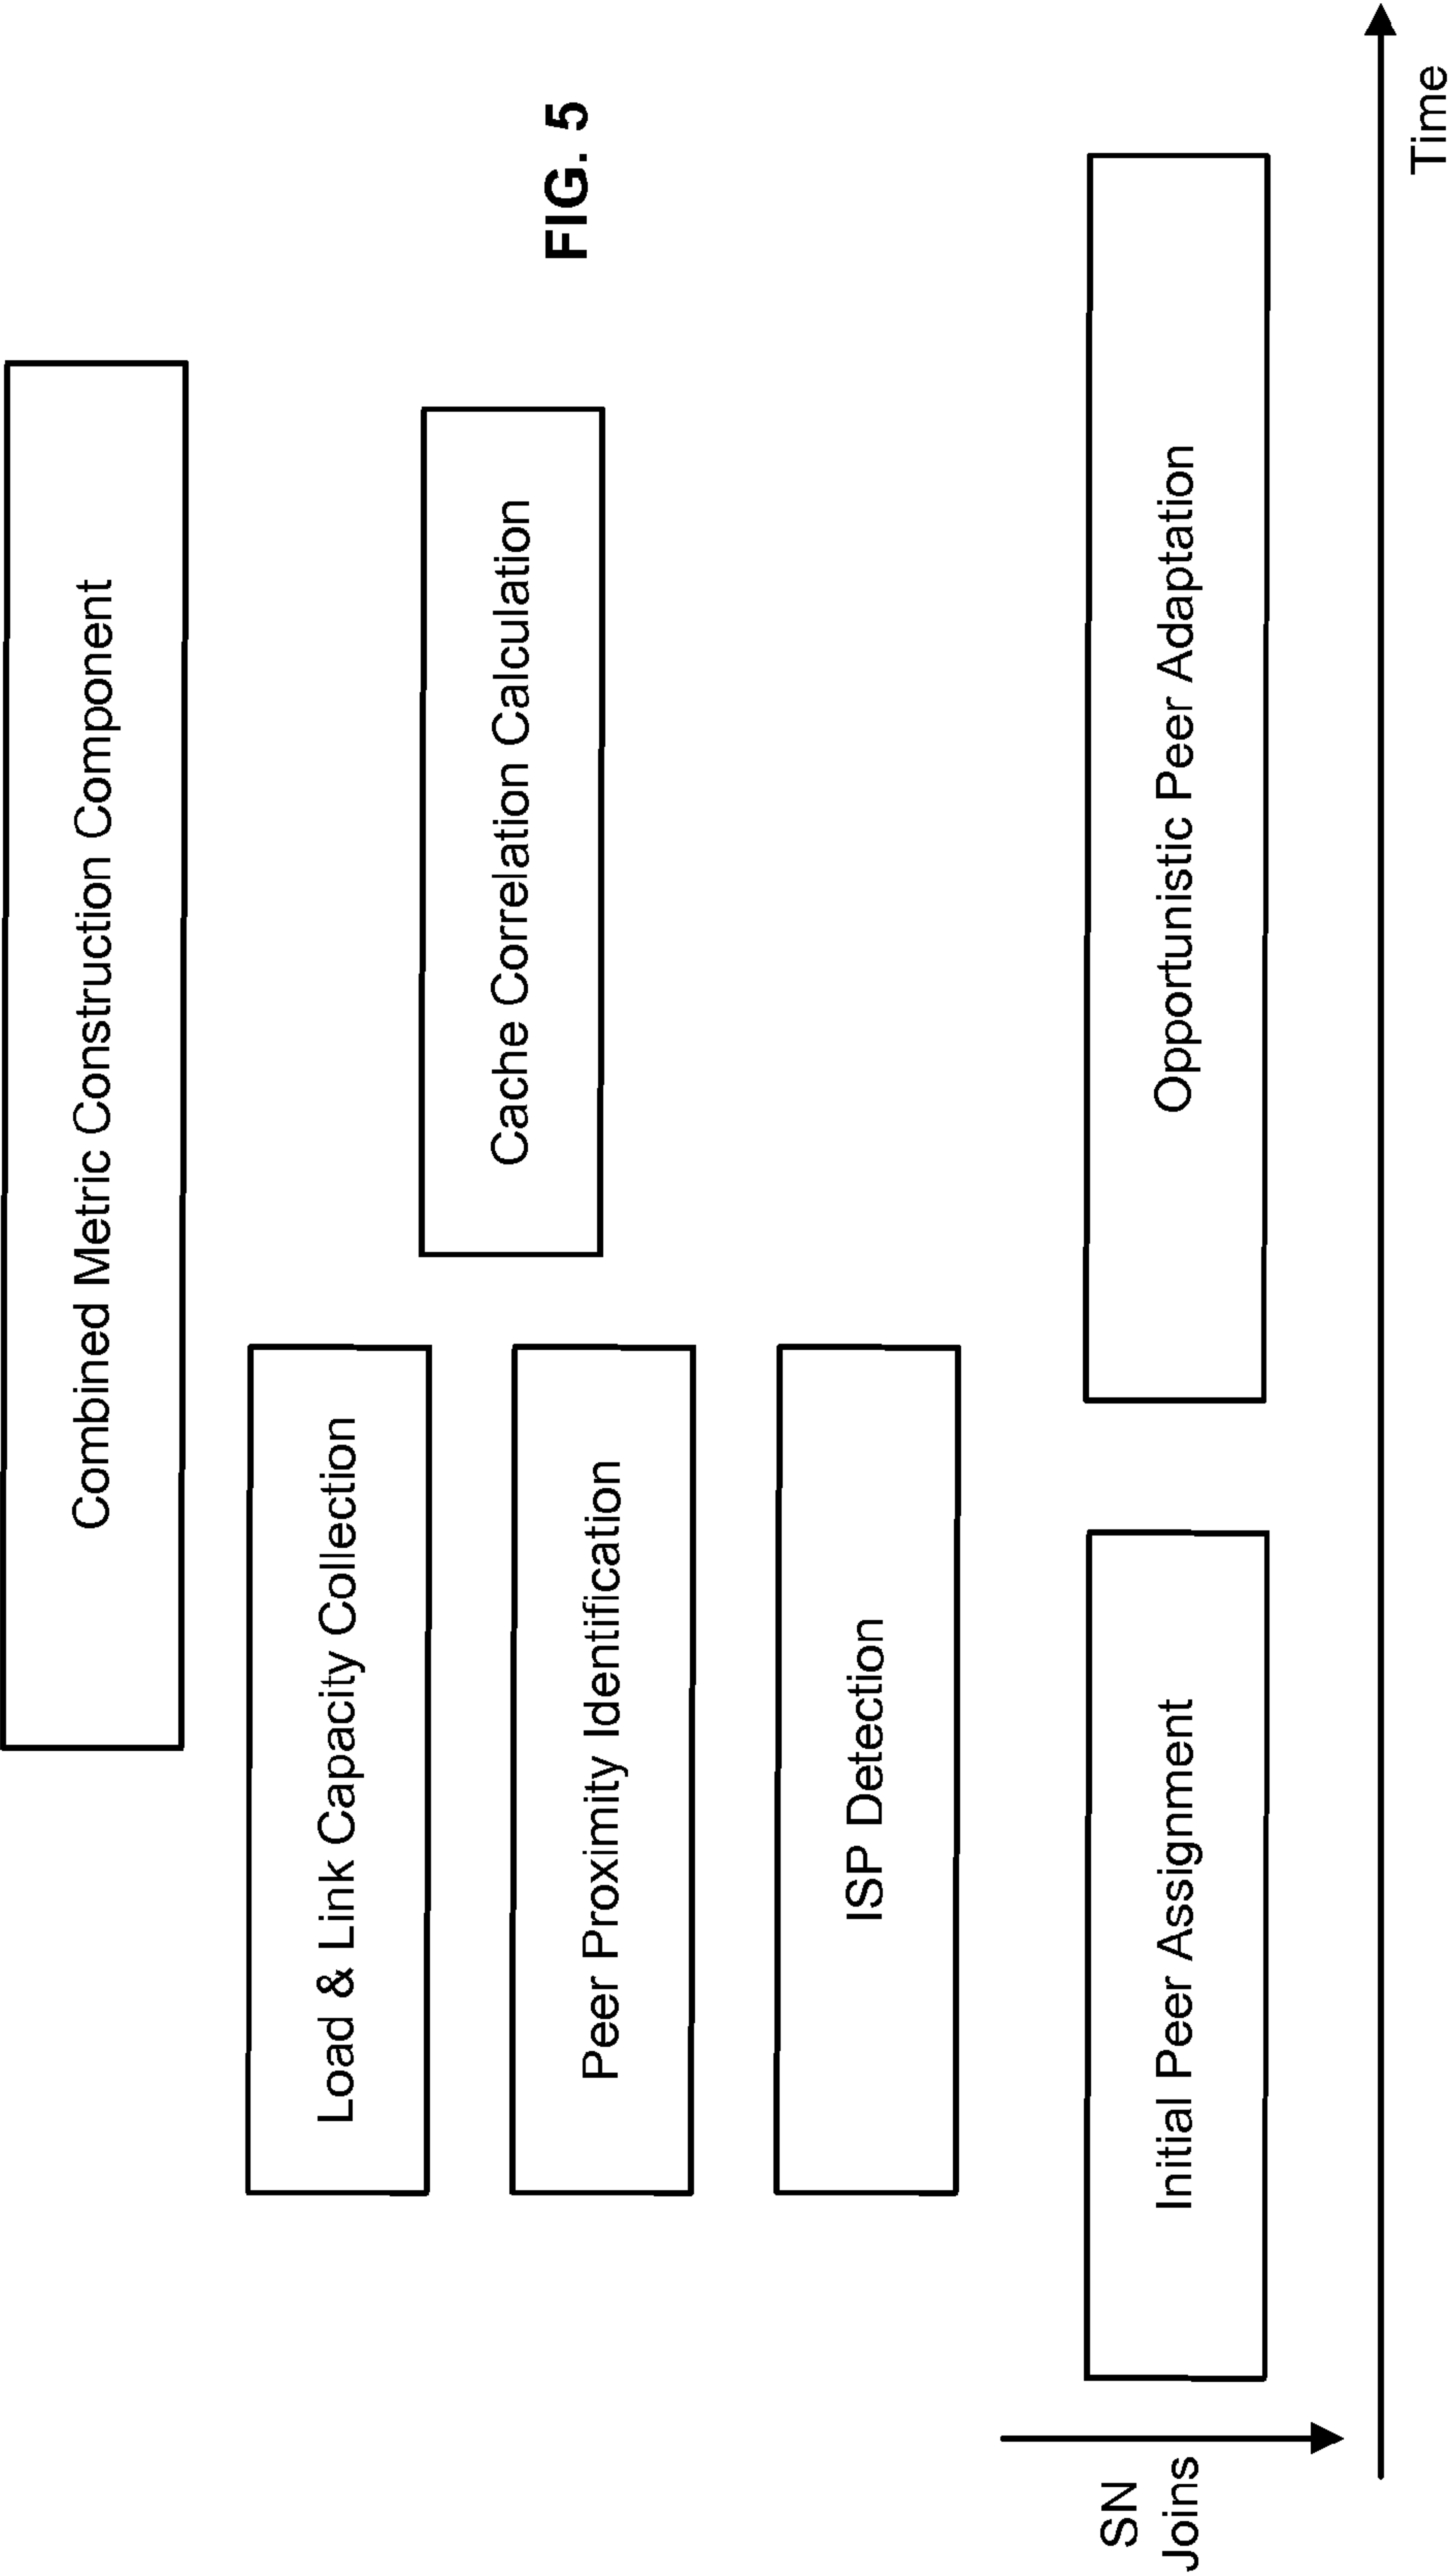 Combined Metric Construction Component
Load & Link Capacity Collection
Cache Correlation Calculation
Peer Proximity Identification
FIG. 5
ISP Detection
Initial Peer Assignment
Opportunistic Peer Adaptation
SN
Joins
Time